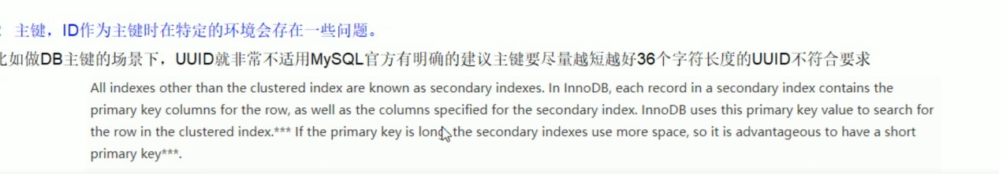 主键，ID作为主键时在特定的环境会存在一些问题。
比如做DB主键的场景下，UUID就非常不适用MySQL官方有明确的建议主键要尽量越短越好36个字符长度的UUID不符合要求
All indexes other than the clustered index are known as secondary indexes. In InnoDB, each record in a secondary index contains the
primary key columns for the row, as well as the columns specified for the secondary index. InnoDB uses this primary key value to search for
the row in the clustered index.*** If the primary key is long, the secondary indexes use more space, so it is advantageous to have a short
primary key***.